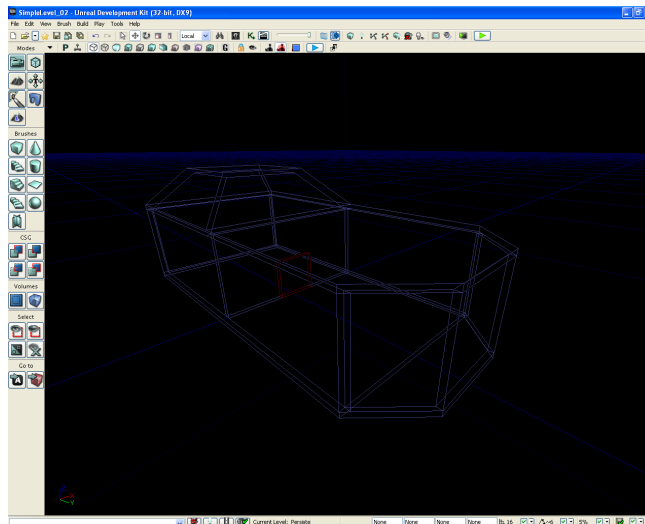 SimpleLevel_02 - Unreal Development Kit (32-bit, DX9)
File Edit View Brush Build Play Tools Help
Local
Modes
P
G
Brushes
CSG
Volumes
Select
Go to
A
X
Y
Current Level: Persiste
None None None None 16 5%